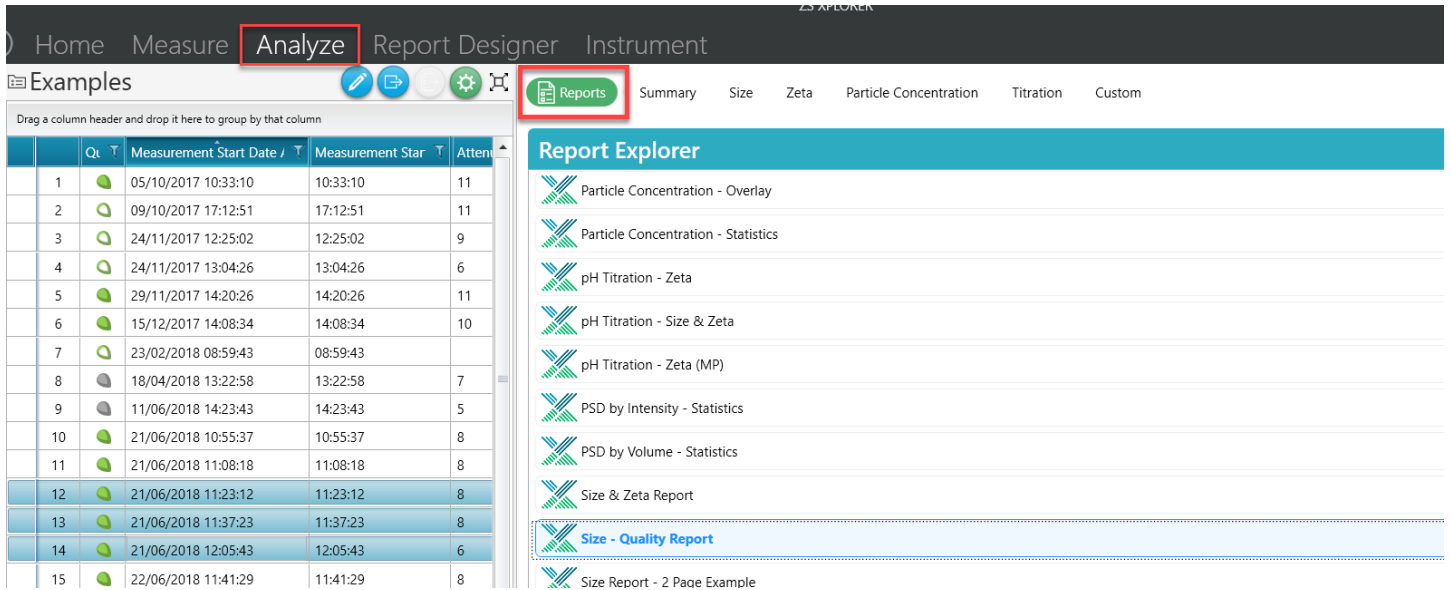 ZS XPLORER
Home Measure Analyze Report Designer Instrument
Examples
Drag a column header and drop it here to group by that column
Measurement Start Date / Measurement Star
1 05/10/2017 10:33:10 10:33:10 11
2 09/10/2017 17:12:51 17:12:51 11
3 24/11/2017 12:25:02 12:25:02 9
4 24/11/2017 13:04:26 13:04:26 6
5 29/11/2017 14:20:26 14:20:26 11
6 15/12/2017 14:08:34 14:08:34 10
7 23/02/2018 08:59:43 08:59:43
8 18/04/2018 13:22:58 13:22:58 7
9 11/06/2018 14:23:43 14:23:43 5
10 21/06/2018 10:55:37 10:55:37 8
11 21/06/2018 11:08:18 11:08:18 8
12 21/06/2018 11:23:12 11:23:12 8
13 21/06/2018 11:37:23 11:37:23 8
14 21/06/2018 12:05:43 12:05:43 6
15 22/06/2018 11:41:29 11:41:29 8
Reports Summary Size Zeta Particle Concentration Titration Custom
Report Explorer
Particle Concentration - Overlay
Particle Concentration - Statistics
pH Titration - Zeta
pH Titration - Size & Zeta
pH Titration - Zeta (MP)
PSD by Intensity - Statistics
PSD by Volume - Statistics
Size & Zeta Report
Size - Quality Report
Size Report - 2 Page Example